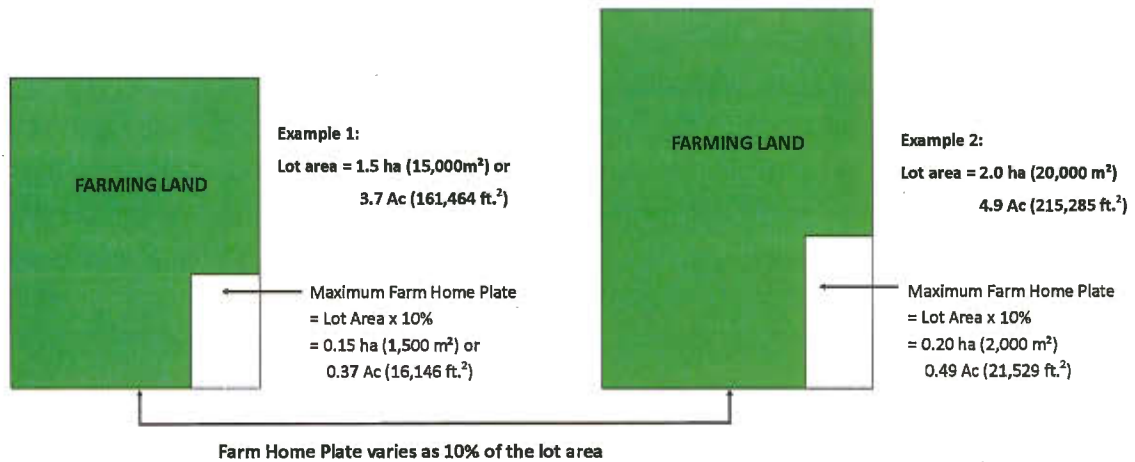 FARMING LAND
Example 1:
Lot area = 1.5 ha (15,000m²) or
3.7 Ac (161,464 ft.²)
Maximum Farm Home Plate
= Lot Area x 10%
= 0.15 ha (1,500 m²) or
0.37 Ac (16,146 ft.²)
FARMING LAND
Example 2:
Lot area = 2.0 ha (20,000 m²)
4.9 Ac (215,285 ft.²)
Maximum Farm Home Plate
= Lot Area x 10%
= 0.20 ha (2,000 m²)
0.49 Ac (21,529 ft.²)
Farm Home Plate varies as 10% of the lot area